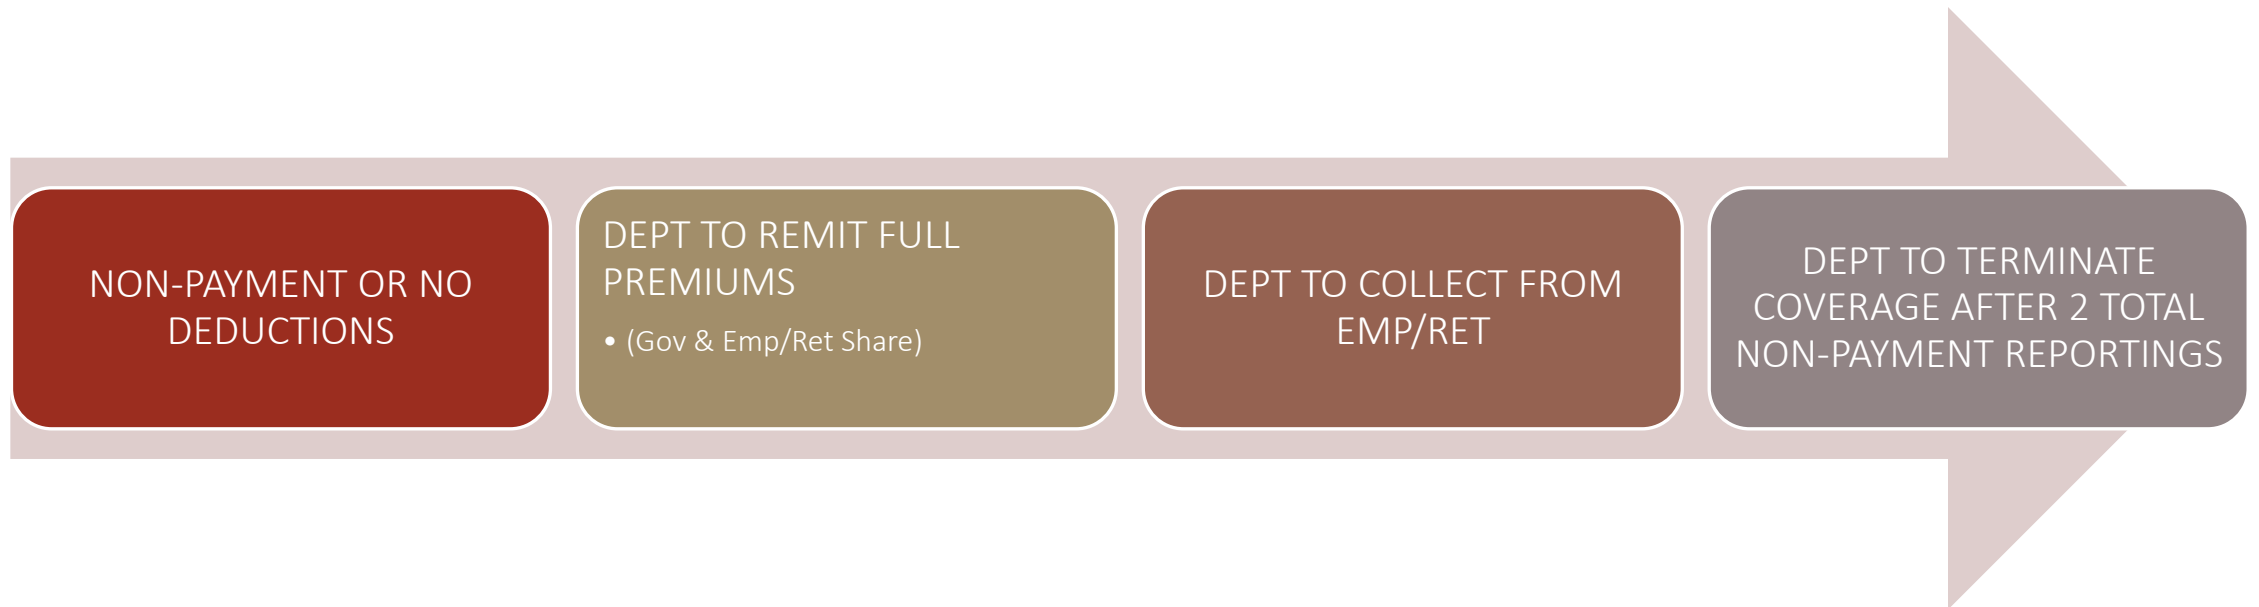 NON-PAYMENT OR NO
DEDUCTIONS
DEPT TO REMIT FULL
PREMIUMS
• (Gov & Emp/Ret Share)
DEPT TO COLLECT FROM
EMP/RET
DEPT TO TERMINATE
COVERAGE AFTER 2 TOTAL
NON-PAYMENT REPORTINGS